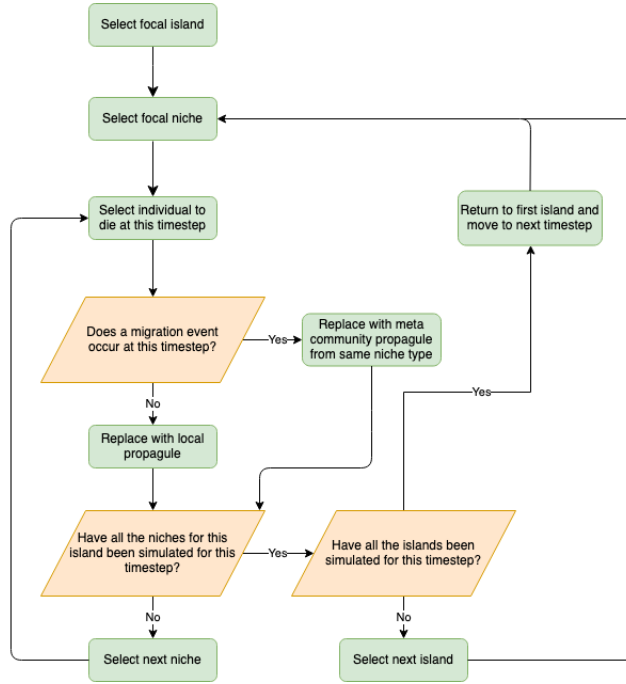 Select focal island
Select focal niche
Select individual to
die at this timestep
Return to first island and
move to next timestep
Does a migration event
occur at this timestep?
Yes
Replace with meta
community propagule
from same niche type
No
Yes
Replace with local
propagule
Have all the niches for this
island been simulated for this
timestep?
Yes
Have all the islands been
simulated for this timestep?
No
No
Select next niche
Select next island